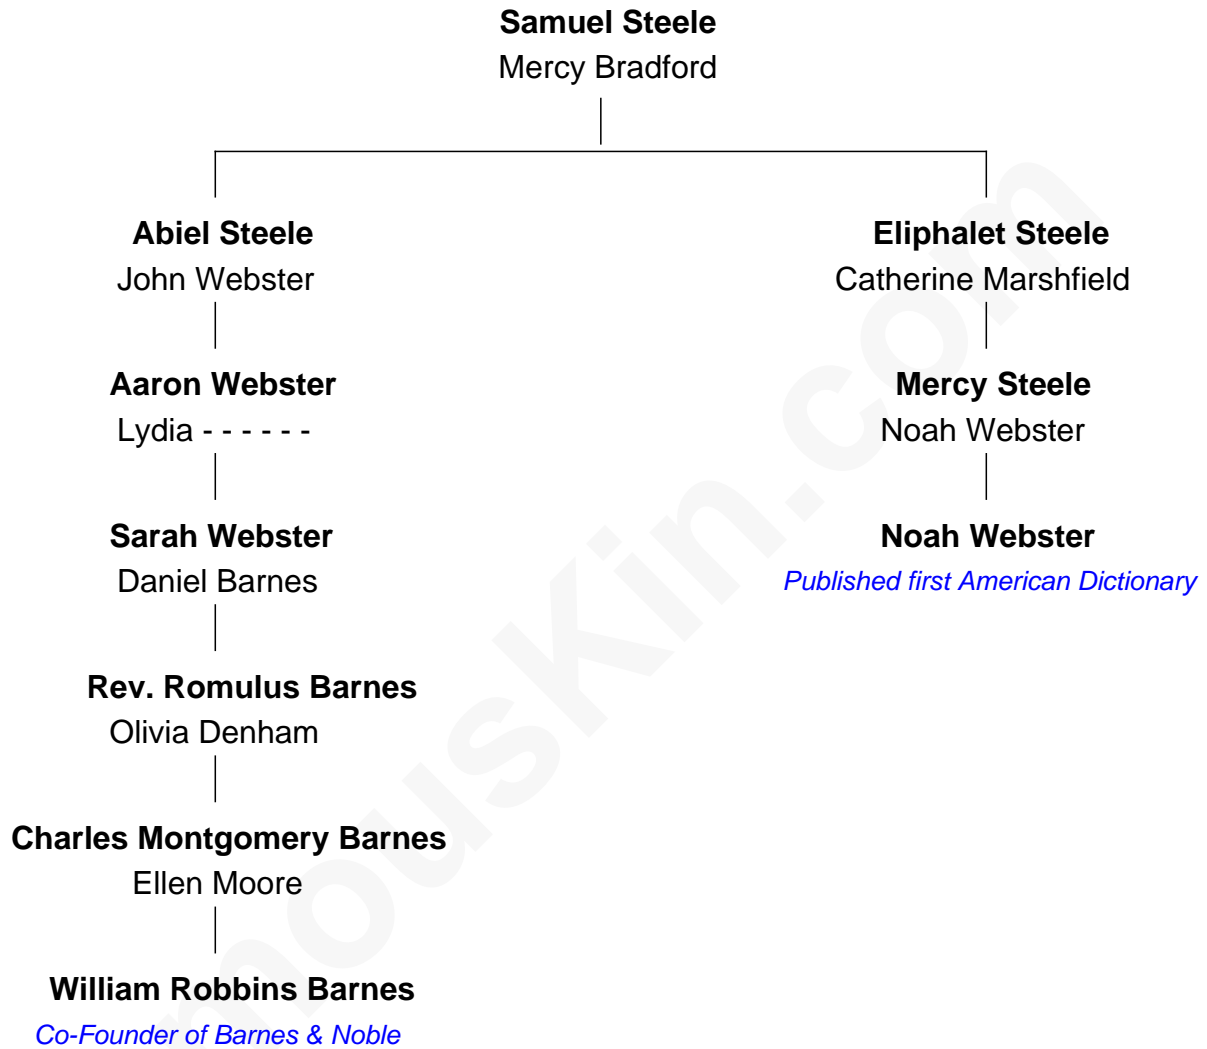 Samuel Steele
Mercy Bradford
Abiel Steele
John Webster
Eliphalet Steele
Catherine Marshfield
Aaron Webster
Lydia - - - - - -
Mercy Steele
Noah Webster
Sarah Webster
Daniel Barnes
Noah Webster
Published first American Dictionary
Rev. Romulus Barnes
Olivia Denham
Charles Montgomery Barnes
Ellen Moore
William Robbins Barnes
Co-Founder of Barnes & Noble
mousKin.com